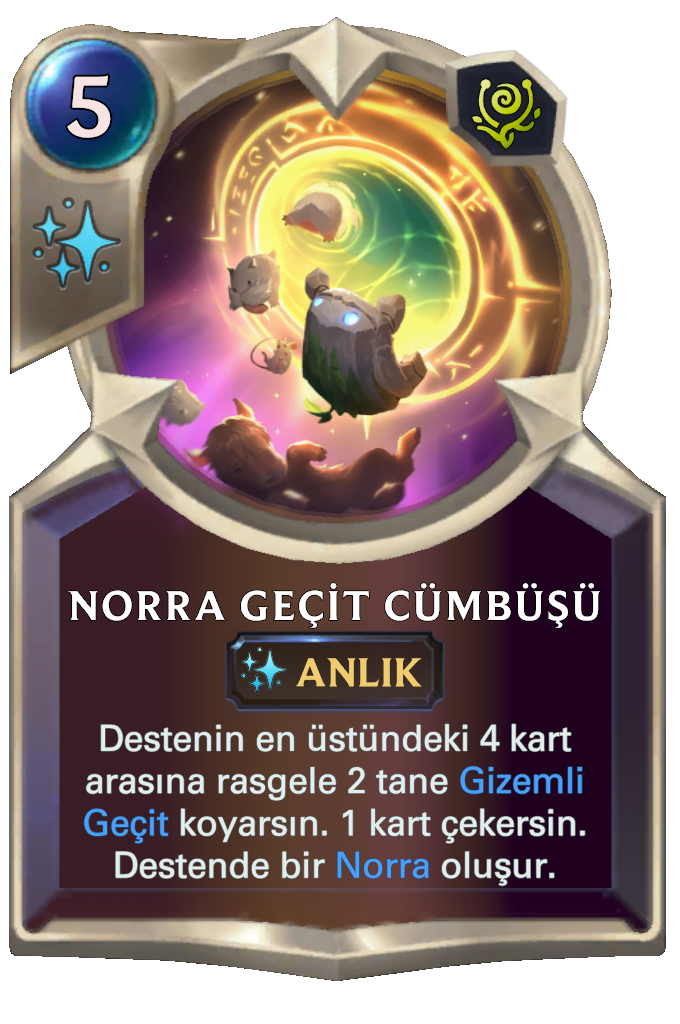 5
NORRA GEÇİT CÜMBÜŞÜ
ANLIK
Destenin en üstündeki 4 kart
arasına rasgele 2 tane Gizemli
Geçit koyarsın. 1 kart çekersin.
Destende bir Norra oluşur.